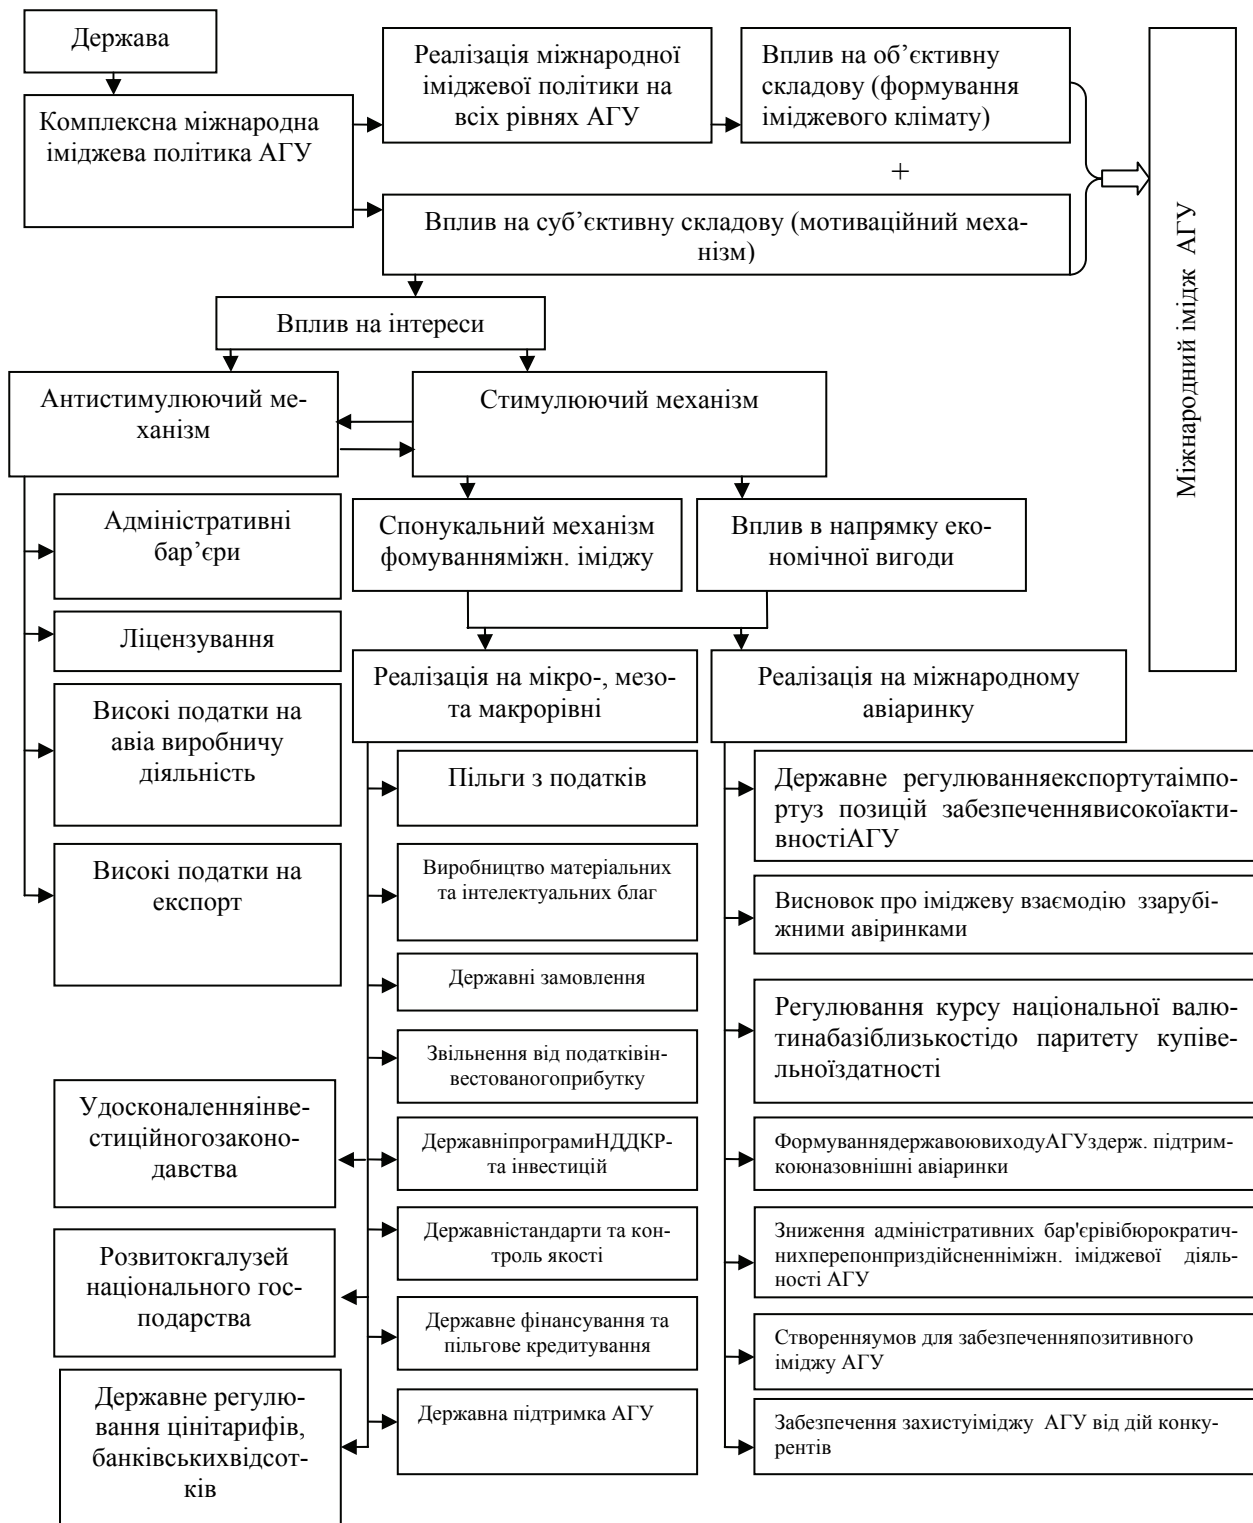 Держава
Комплексна міжнародна
іміджева політика АГУ
Реалізація міжнародної
іміджевої політики на
всіх рівнях АГУ
Вплив на об’єктивну
складову (формування
іміджевого клімату)
+
Вплив на суб’єктивну складову (мотиваційний меха-
нізм)
Міжнародний імідж АГУ
Вплив на інтереси
Антистимулюючий ме-
ханізм
Стимулюючий механізм
Адміністративні
бар’єри
Ліцензування
Високі податки на
авіа виробничу
діяльність
Високі податки на
експорт
Спонукальний механізм
фомуванняміжн. іміджу
Вплив в напрямку еко-
номічної вигоди
Реалізація на мікро-, мезо-
та макрорівні
Реалізація на міжнародному
авіаринку
Пільги з податків
Виробництво матеріальних
та інтелектуальних благ
Державні замовлення
Звільнення від податківін-
вестованогоприбутку
ДержавніпрограмиНДДКР-
та інвестицій
Державністандарти та кон-
троль якості
Державне фінансування та
пільгове кредитування
Державна підтримка АГУ
Удосконаленняінве-
стиційногозаконо-
давства
Розвитокгалузей
національного гос-
подарства
Державне регулю-
вання цінітарифів,
банківськихвідсот-
ків
Державне регулюванняекспортутаімпо-
ртуз позицій забезпеченнявисокоїакти-
вностіАГУ
Висновок про іміджеву взаємодію ззарубі-
жними авіринками
Регулювання курсу національної валю-
тинабазіблизькостідо паритету купіве-
льноїздатності
ФормуваннядержавоювиходуАГУздерж. підтрим-
коюназовнішні авіаринки
Зниження адміністративних бар'єрівібюрократич-
нихперепонприздійсненніміжн. іміджевої діяль-
ності АГУ
Створенняумов для забезпеченняпозитивного
іміджу АГУ
Забезпечення захистуіміджу АГУ від дій конку-
рентів